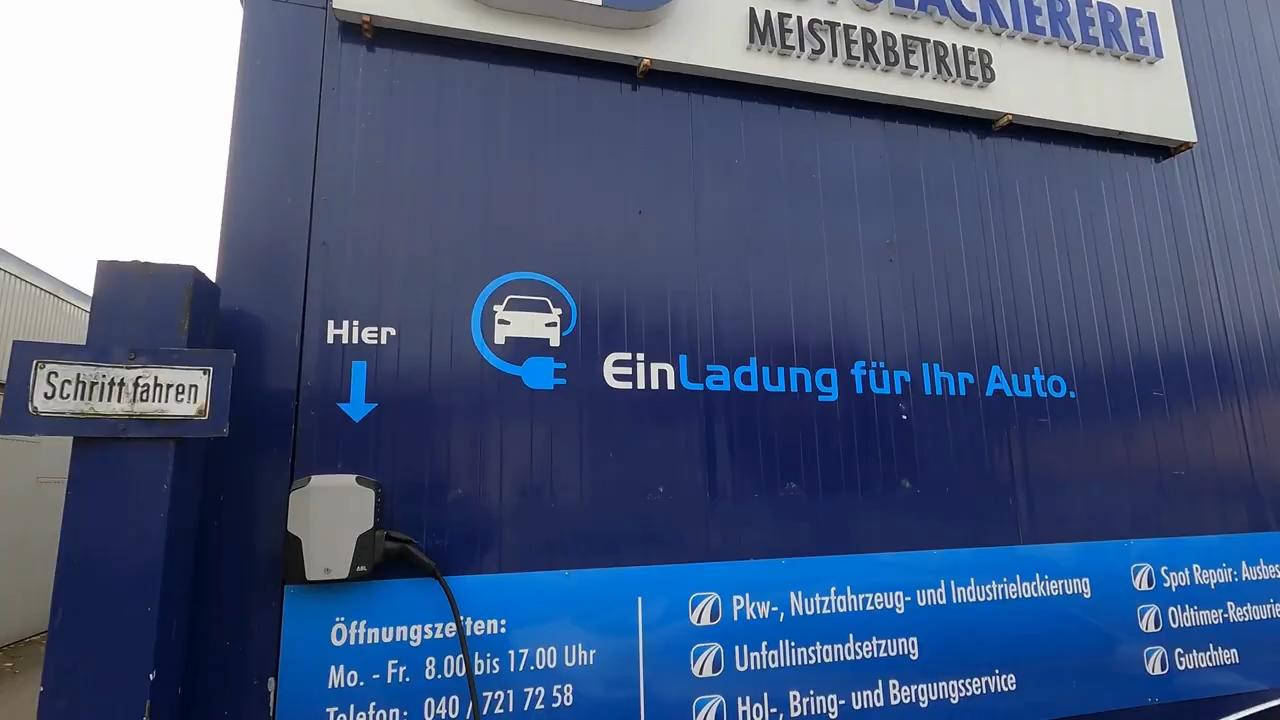 MEISTERBETRIEB
Hier
Schritt fahren
EinLadung für Ihr Auto.
ABL
Öffnungszeiten:
Mo. - Fr. 8.00 bis 17.00 Uhr
Telefon: 040 / 721 72 58
Pkw-, Nutzfahrzeug- und Industrielackierung
Unfallinstandsetzung
Hol-, Bring- und Bergungsservice
Spot Repair:
Gutachten